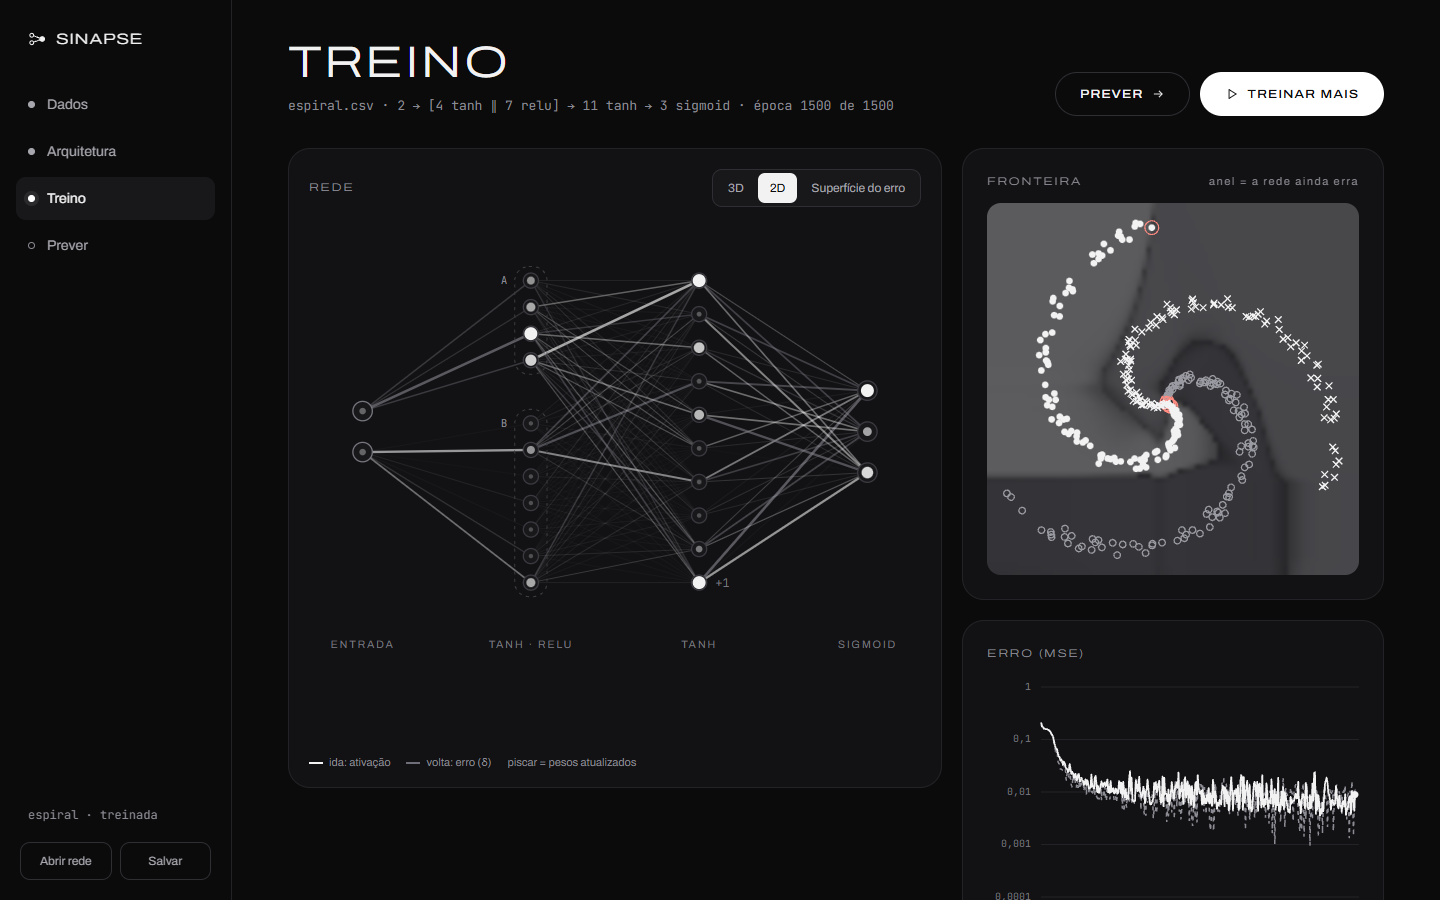 SINAPSE
Dados
Arquitetura
Treino
Prever
espiral · treinada
Abrir rede
Salvar
TREINO
espiral.csv · 2 → [4 tanh ‖ 7 relu] → 11 tanh → 3 sigmoid · época 1500 de 1500
PREVER →
TREINAR MAIS
REDE
3D
2D
Superfície do erro
A
B
+1
ENTRADA
TANH · RELU
TANH
SIGMOID
ida: ativação
volta: erro (δ)
piscar = pesos atualizados
FRONTEIRA
anel = a rede ainda erra
ERRO (MSE)
1
0,1
0,01
0,001
0,0001